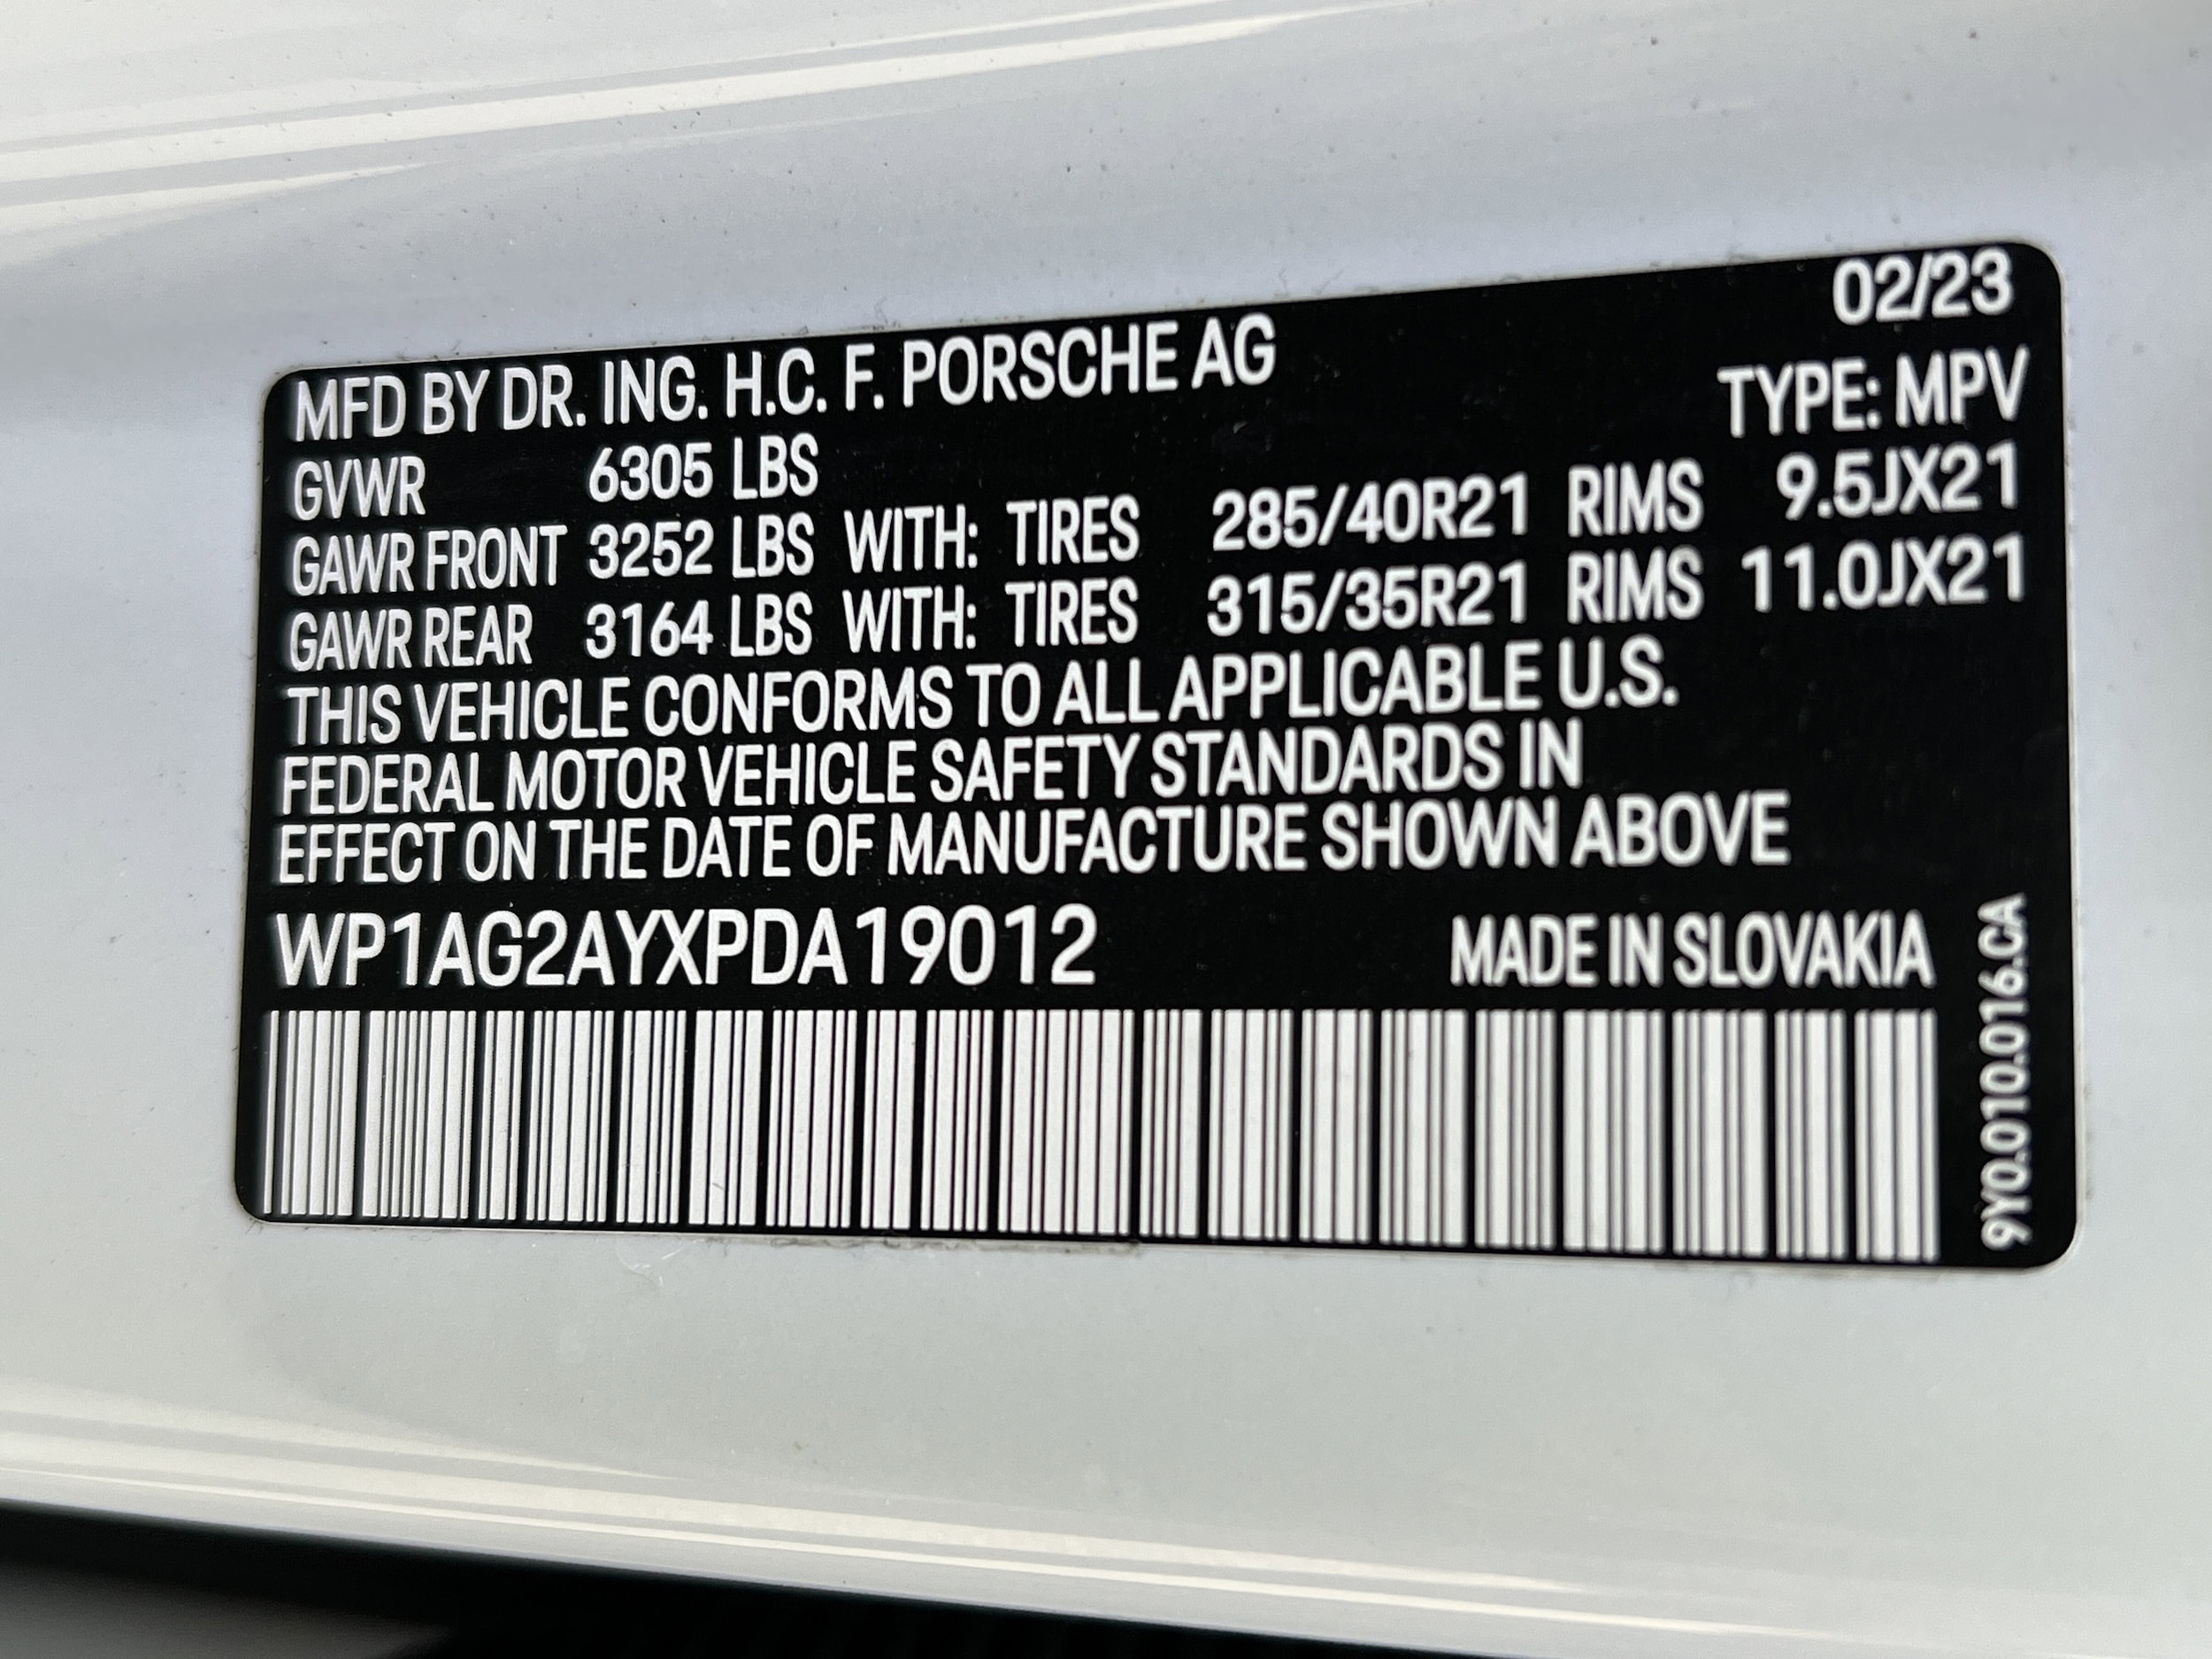 02/23
MFD BY DR. ING. H.C. F. PORSCHE AG
TYPE: MPV
GVWR 6305 LBS
GAWR FRONT 3252 LBS WITH: TIRES 285/40R21 RIMS 9.5JX21
GAWR REAR 3164 LBS WITH: TIRES 315/35R21 RIMS 11.0JX21
THIS VEHICLE CONFORMS TO ALL APPLICABLE U.S.
FEDERAL MOTOR VEHICLE SAFETY STANDARDS IN
EFFECT ON THE DATE OF MANUFACTURE SHOWN ABOVE
WP1AG2AYXPDA19012 MADE IN SLOVAKIA
9Y0.010.016.CA